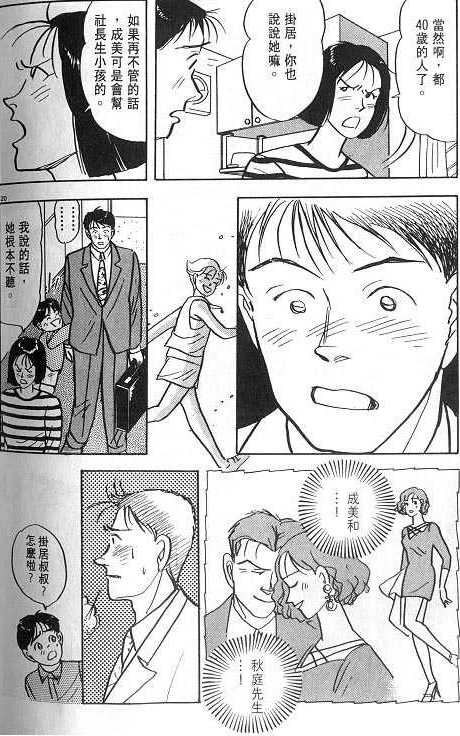 當然啊，都
40歲的人了。
掛居，你也
說說她嘛。
如果再不管的話
，成美可是會幫
社長生小孩的。
20
⋯⋯⋯
我說的話，
她根本不聽。
成美和
⋯！
秋庭先生
⋯！
掛居叔叔？
怎麼啦？